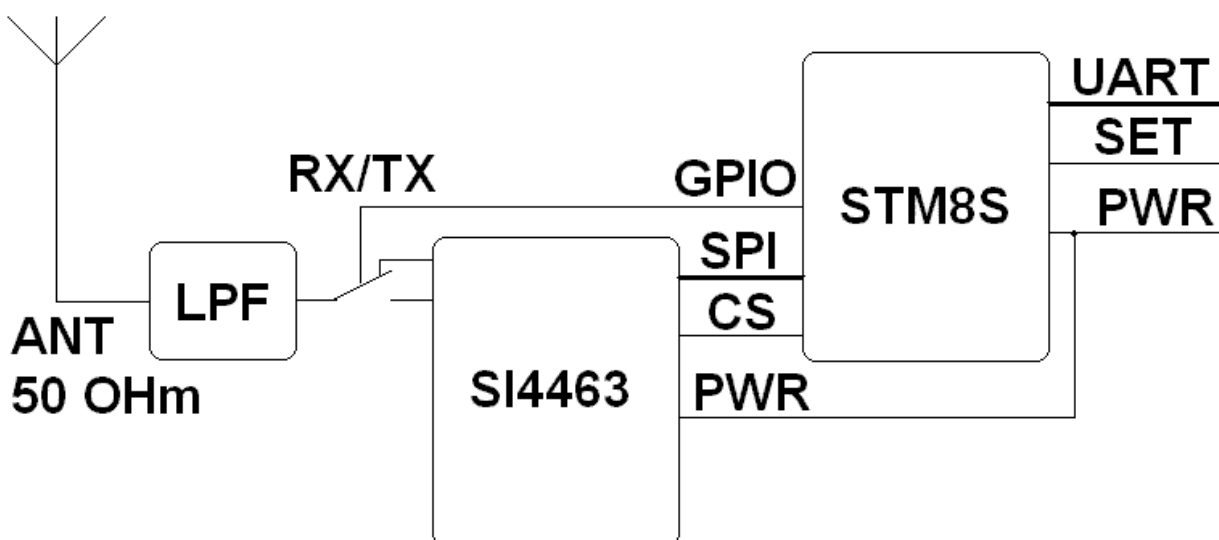 UART
SET
RX/TX
GPIO
STM8S
PWR
SPI
LPF
CS
ANT
50 OHm
SI4463
PWR